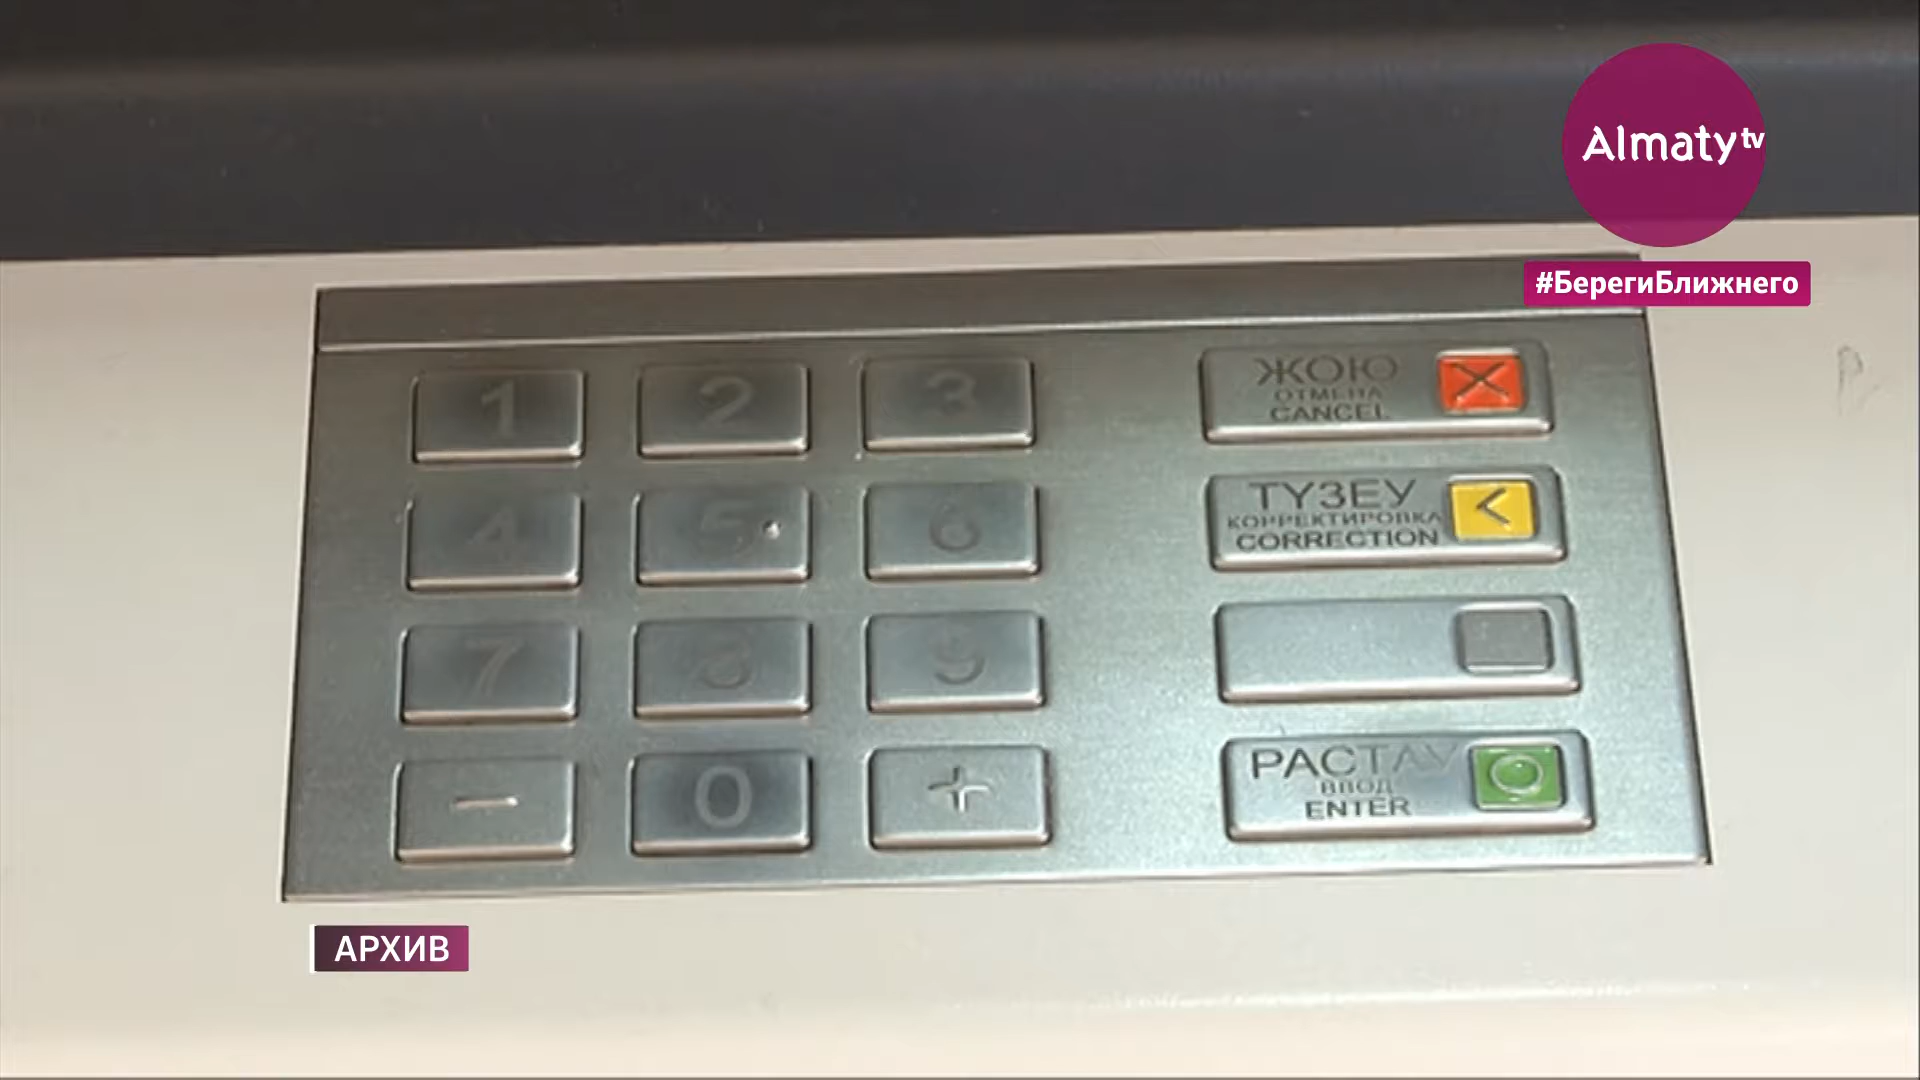 Almaty tv
#БерегиБлижнего
1 2 3
ЖОЮ
ОТМЕНА
CANCEL
4 5 6
ТҮЗЕУ
КОРРЕКТИРОВКА
CORRECTION
7 8 9
- 0 +
РАСТАУ
ВВОД
ENTER
АРХИВ